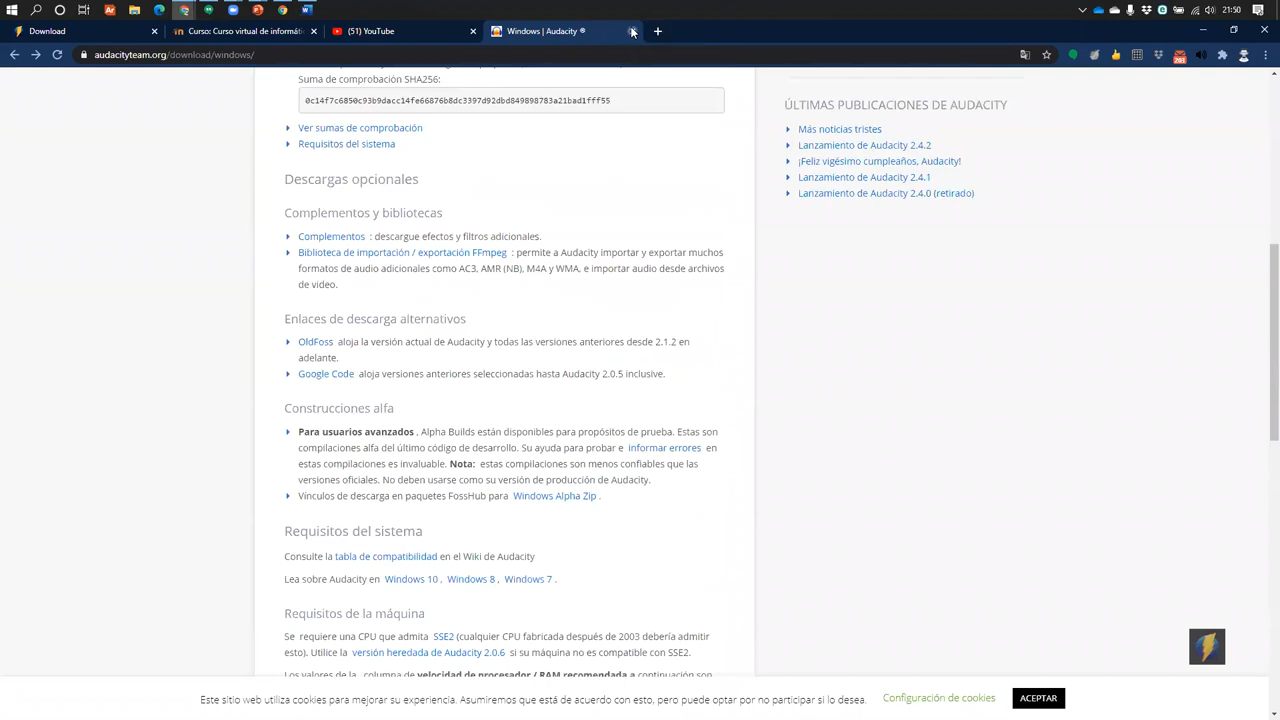 21:50
Download
Curso: Curso virtual de informáti
(51) YouTube
Windows | Audacity ®
audacityteam.org/download/windows/
Suma de comprobación SHA256:
0c14f7c6850c93b9dacc14fe66876b8dc3397d92dbd849898783a21bad1fff55
Ver sumas de comprobación
Requisitos del sistema
Descargas opcionales
Complementos y bibliotecas
Complementos : descargue efectos y filtros adicionales.
Biblioteca de importación / exportación FFmpeg : permite a Audacity importar y exportar muchos
formatos de audio adicionales como AC3, AMR (NB), M4A y WMA, e importar audio desde archivos
de video.
Enlaces de descarga alternativos
OldFoss aloja la versión actual de Audacity y todas las versiones anteriores desde 2.1.2 en
adelante.
Google Code aloja versiones anteriores seleccionadas hasta Audacity 2.0.5 inclusive.
Construcciones alfa
Para usuarios avanzados , Alpha Builds están disponibles para propósitos de prueba. Estas son
compilaciones alfa del último código de desarrollo. Su ayuda para probar e informar errores en
estas compilaciones es invaluable. Nota: estas compilaciones son menos confiables que las
versiones oficiales. No deben usarse como su versión de producción de Audacity.
Vínculos de descarga en paquetes FossHub para Windows Alpha Zip .
Requisitos del sistema
Consulte la tabla de compatibilidad en el Wiki de Audacity
Lea sobre Audacity en Windows 10 , Windows 8 , Windows 7 .
Requisitos de la máquina
Se requiere una CPU que admita SSE2 (cualquier CPU fabricada después de 2003 debería admitir
esto). Utilice la versión heredada de Audacity 2.0.6 si su máquina no es compatible con SSE2.
Los valores de la columna de velocidad de procesador / RAM recomendada a continuación son
ÚLTIMAS PUBLICACIONES DE AUDACITY
Más noticias tristes
Lanzamiento de Audacity 2.4.2
¡Feliz vigésimo cumpleaños, Audacity!
Lanzamiento de Audacity 2.4.1
Lanzamiento de Audacity 2.4.0 (retirado)
Este sitio web utiliza cookies para mejorar su experiencia. Asumiremos que está de acuerdo con esto, pero puede optar por no participar si lo desea.
Configuración de cookies
ACEPTAR